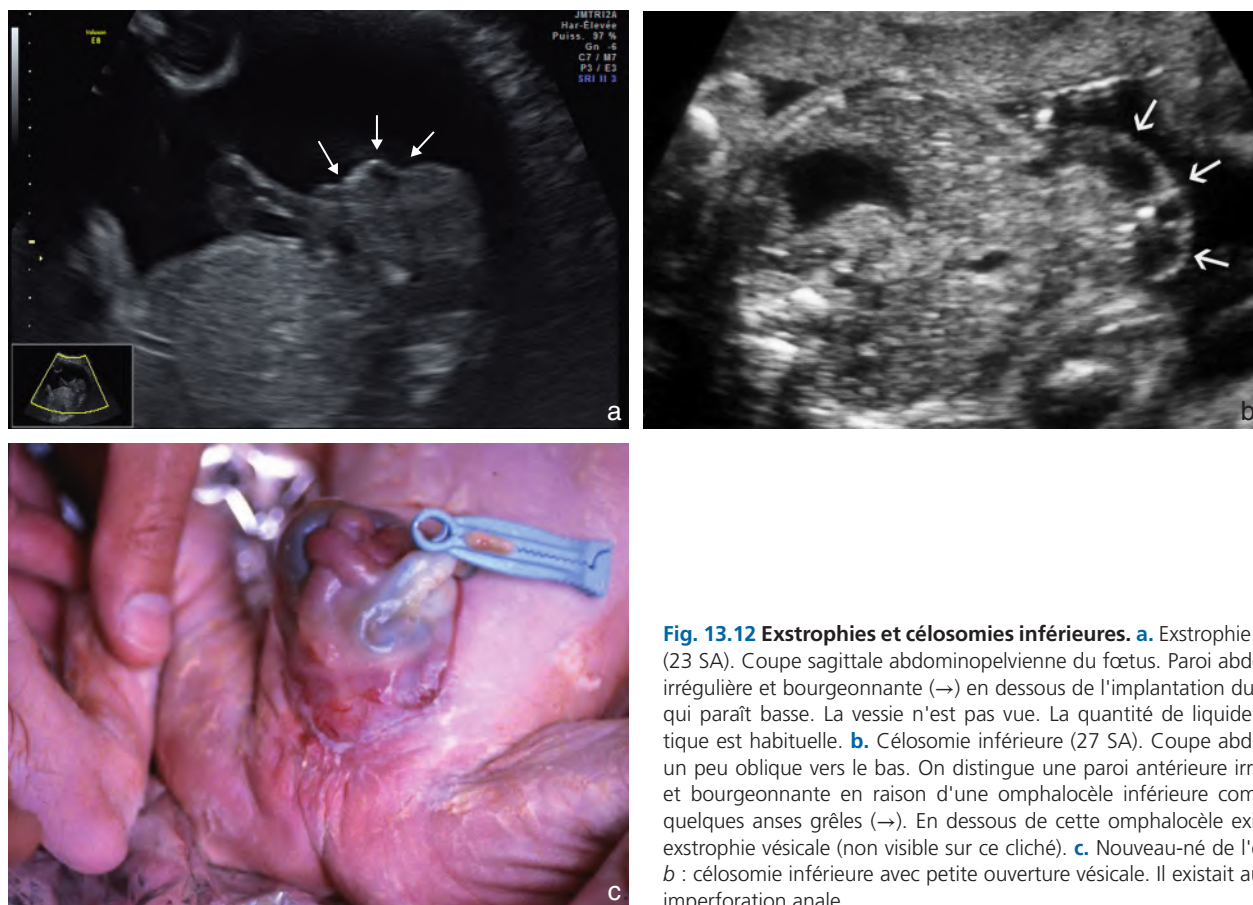 Voluson
E8
JMTRI2A
Har-Élevée
Puiss. 97 %
Gn -6
C7 / M7
P3 / E3
SRI II 3
a
b
c
Fig. 13.12 Exstrophies et célosomies inférieures. a. Exstrophie
(23 SA). Coupe sagittale abdominopelvienne du fœtus. Paroi abd
irrégulière et bourgeonnante (→) en dessous de l'implantation du
qui paraît basse. La vessie n'est pas vue. La quantité de liquide
tique est habituelle. b. Célosomie inférieure (27 SA). Coupe abd
un peu oblique vers le bas. On distingue une paroi antérieure irr
et bourgeonnante en raison d'une omphalocèle inférieure com
quelques anses grêles (→). En dessous de cette omphalocèle exi
exstrophie vésicale (non visible sur ce cliché). c. Nouveau-né de l'
b : célosomie inférieure avec petite ouverture vésicale. Il existait au
imperforation anale.